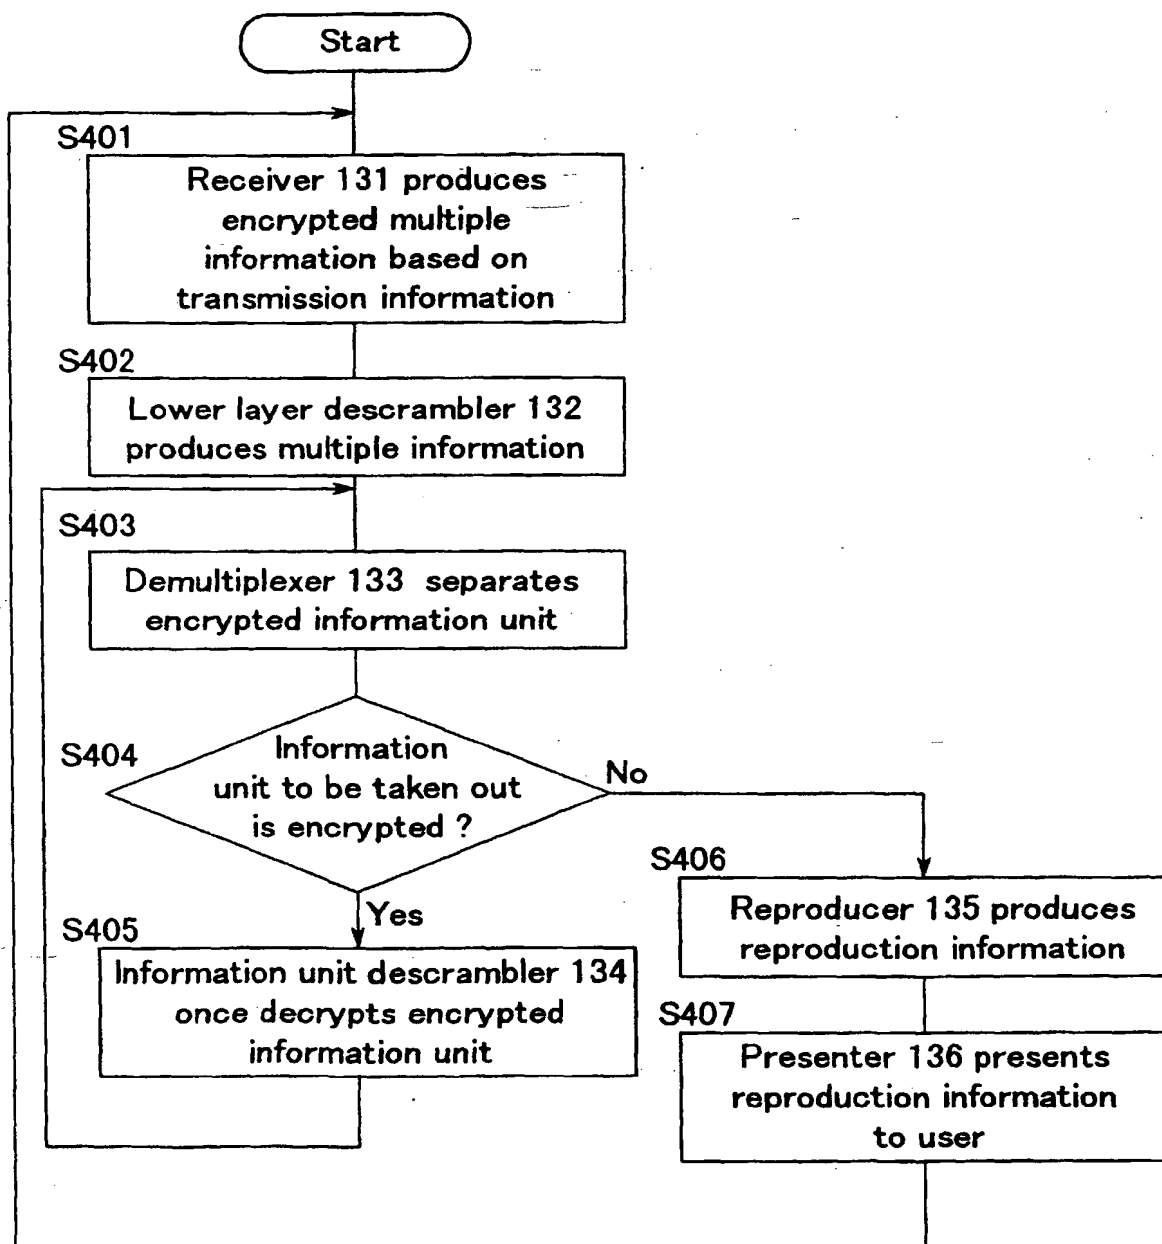 Start
S401
Receiver 131 produces
encrypted multiple
information based on
transmission information
S402
Lower layer descrambler 132
produces multiple information
S403
Demultiplexer 133 separates
encrypted information unit
S404
Information
unit to be taken out
is encrypted ?
No
Yes
S405
Information unit descrambler 134
once decrypts encrypted
information unit
S406
Reproducer 135 produces
reproduction information
S407
Presenter 136 presents
reproduction information
to user